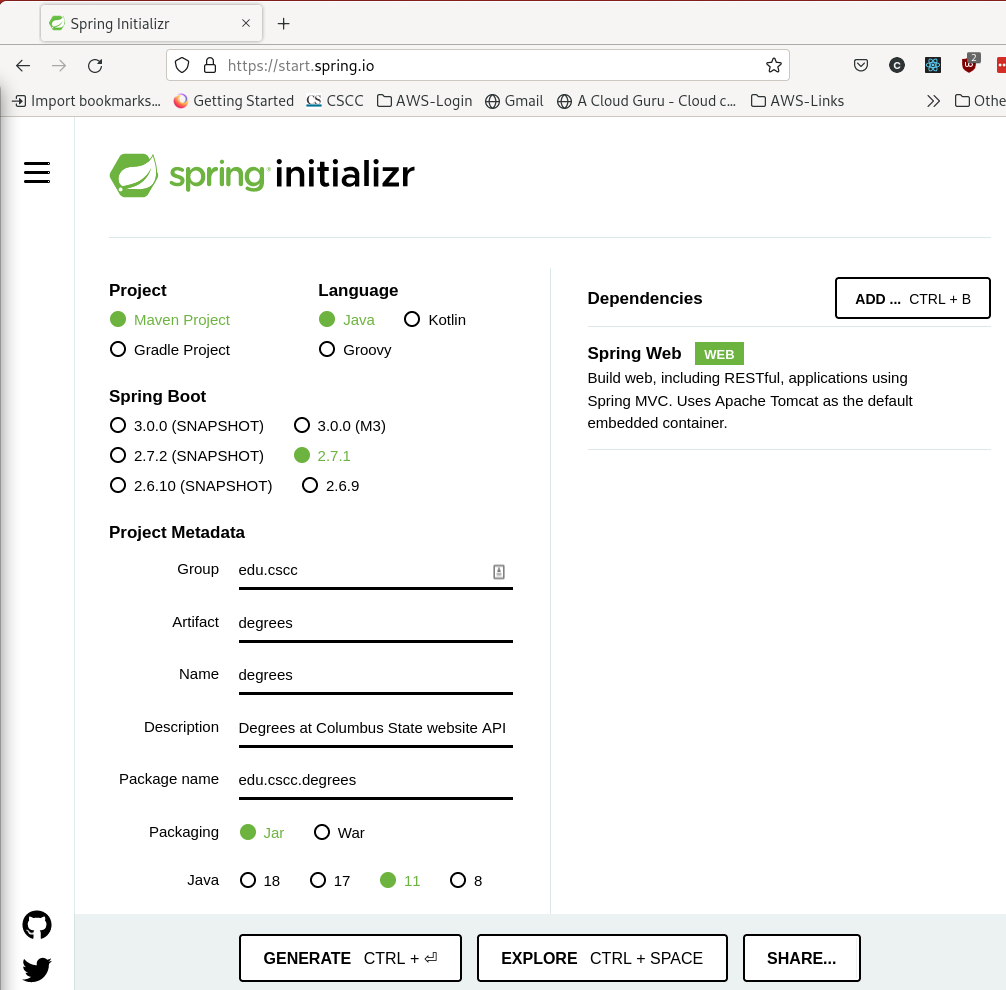 Spring Initializr
https://start.spring.io
2
Import bookmarks... Getting Started CSCC AWS-Login Gmail A Cloud Guru - Cloud c... AWS-Links Othe
spring initializr
Project
Maven Project
Gradle Project
Language
Java Kotlin
Groovy
Spring Boot
3.0.0 (SNAPSHOT) 3.0.0 (M3)
2.7.2 (SNAPSHOT) 2.7.1
2.6.10 (SNAPSHOT) 2.6.9
Project Metadata
Group edu.cscc
Artifact degrees
Name degrees
Description Degrees at Columbus State website API
Package name edu.cscc.degrees
Packaging Jar War
Java 18 17 11 8
Dependencies ADD ... CTRL + B
Spring Web WEB
Build web, including RESTful, applications using
Spring MVC. Uses Apache Tomcat as the default
embedded container.
GENERATE CTRL + ⏎ EXPLORE CTRL + SPACE SHARE...